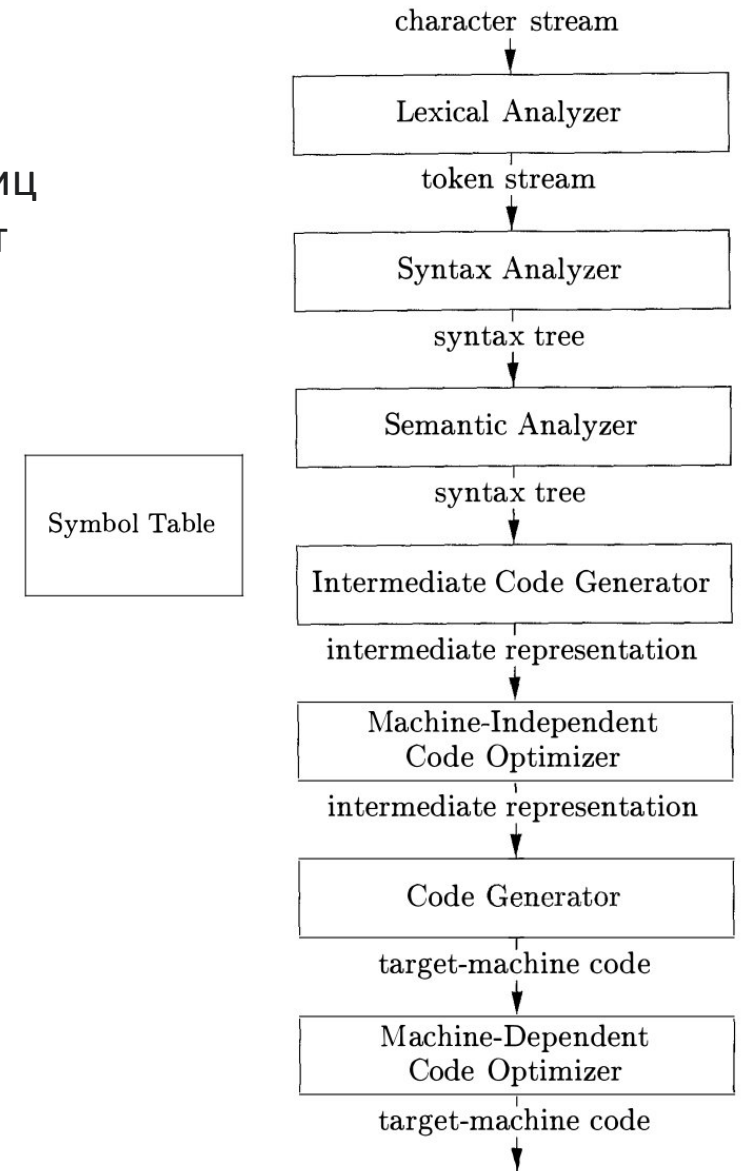 character stream
Lexical Analyzer
иц
т
token stream
Syntax Analyzer
syntax tree
Semantic Analyzer
Symbol Table
syntax tree
Intermediate Code Generator
intermediate representation
Machine-Independent
Code Optimizer
intermediate representation
Code Generator
target-machine code
Machine-Dependent
Code Optimizer
target-machine code